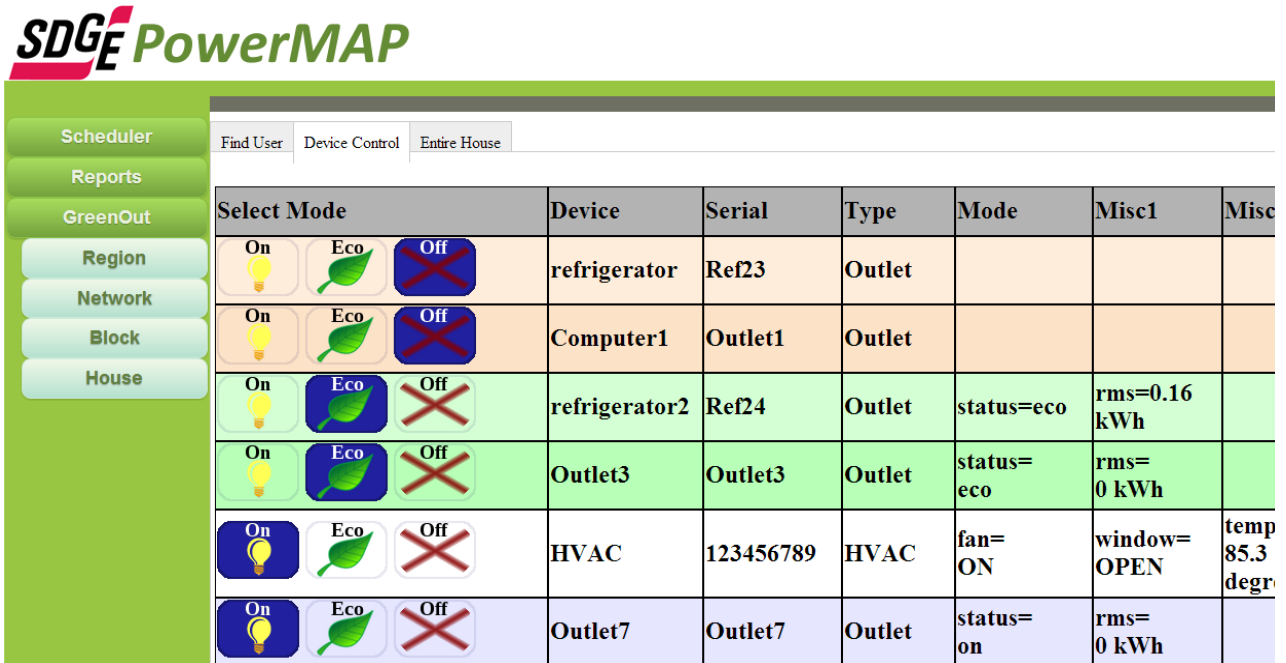 SDGE PowerMAP
Scheduler
Reports
GreenOut
Region
Network
Block
House
Find User Device Control Entire House
Select Mode Device Serial Type Mode Misc1 Misc
On Eco Off refrigerator Ref23 Outlet
On Eco Off Computer1 Outlet1 Outlet
On Eco Off refrigerator2 Ref24 Outlet status=eco rms=0.16
kWh
On Eco Off Outlet3 Outlet3 Outlet status= rms=
eco 0 kWh
On Eco Off HVAC 123456789 HVAC fan= window= temp
ON OPEN 85.3
degre
On Eco Off Outlet7 Outlet7 Outlet status= rms=
on 0 kWh